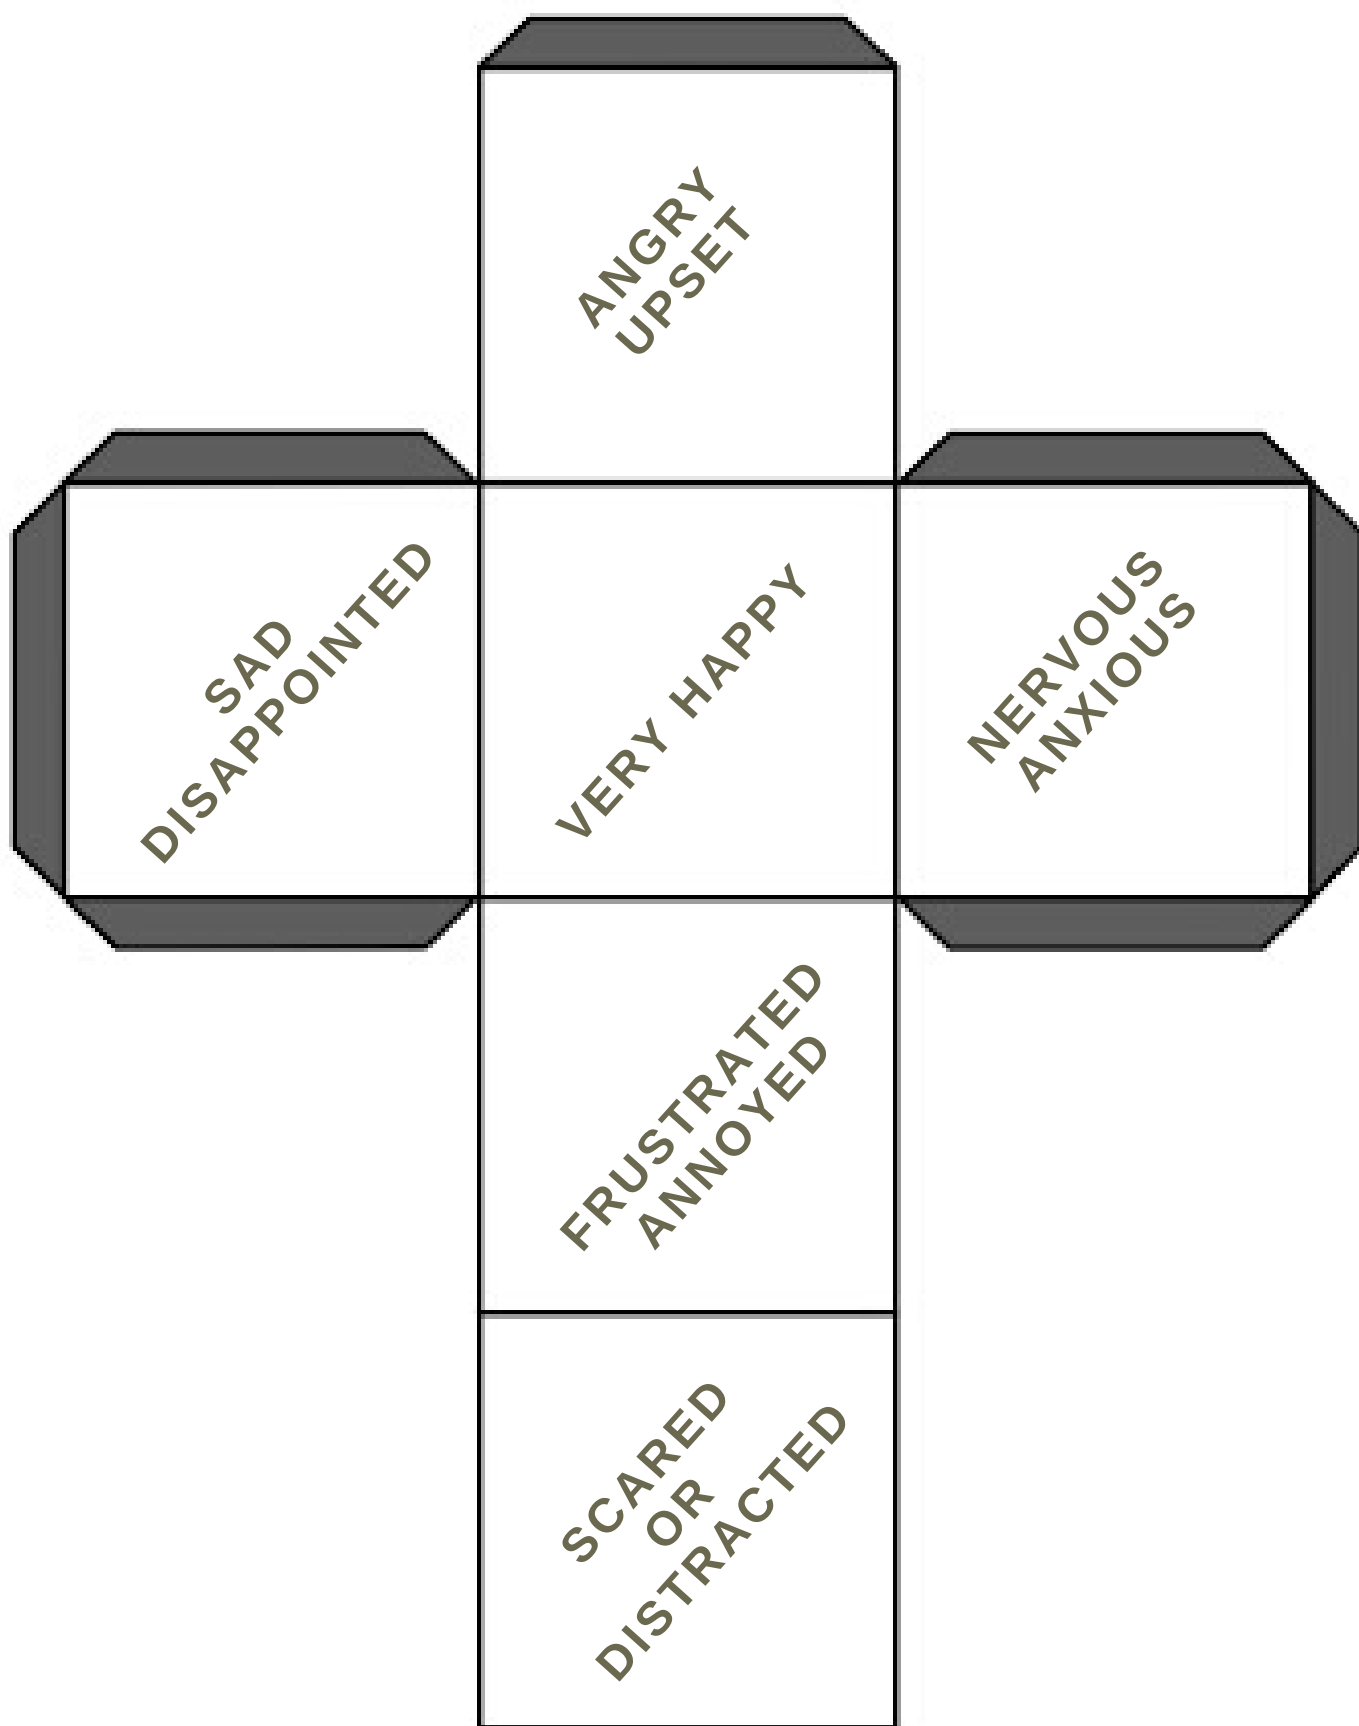 ANGRY
UPSET
SAD
DISAPPOINTED
VERY HAPPY
NERVOUS
ANXIOUS
FRUSTRATED
ANNOYED
SCARED
OR
DISTRACTED